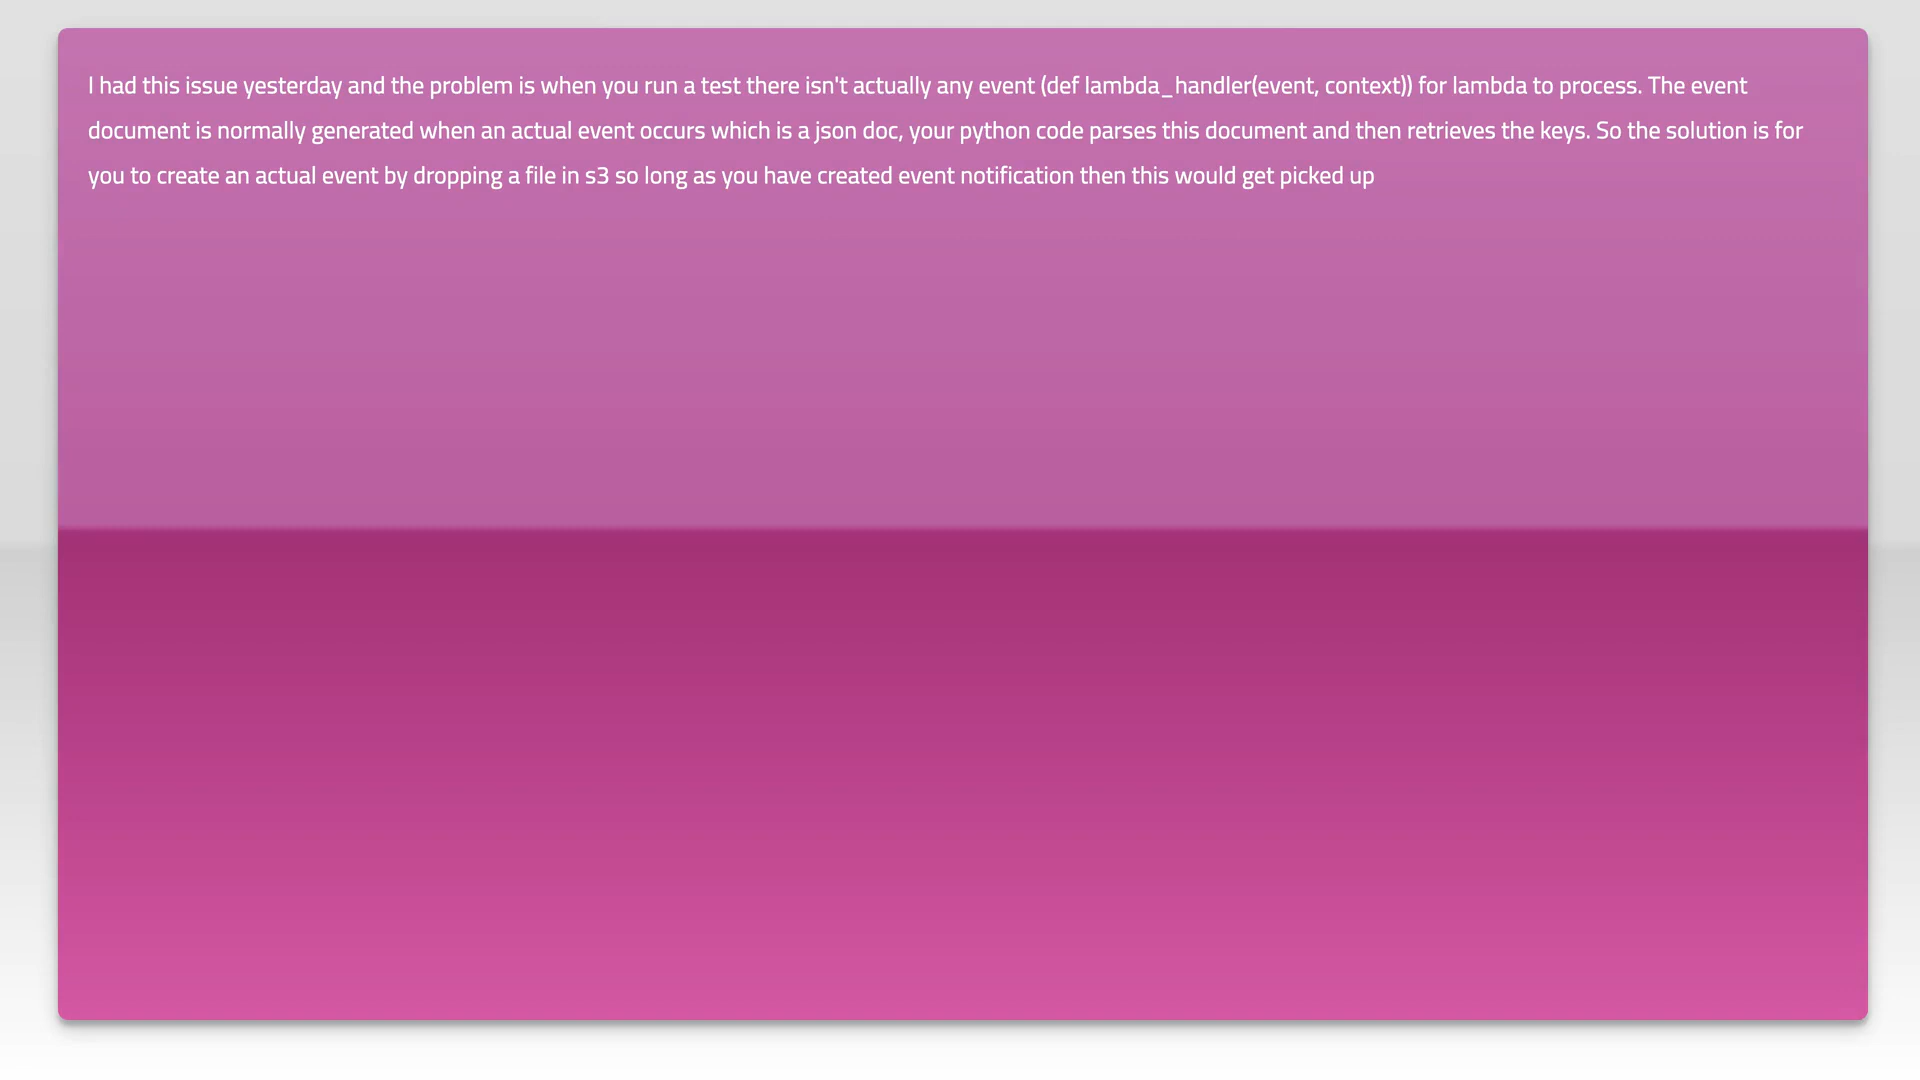 I had this issue yesterday and the problem is when you run a test there isn't actually any event (def lambda_handler(event, context)) for lambda to process. The event
document is normally generated when an actual event occurs which is a json doc, your python code parses this document and then retrieves the keys. So the solution is for
you to create an actual event by dropping a file in s3 so long as you have created event notification then this would get picked up